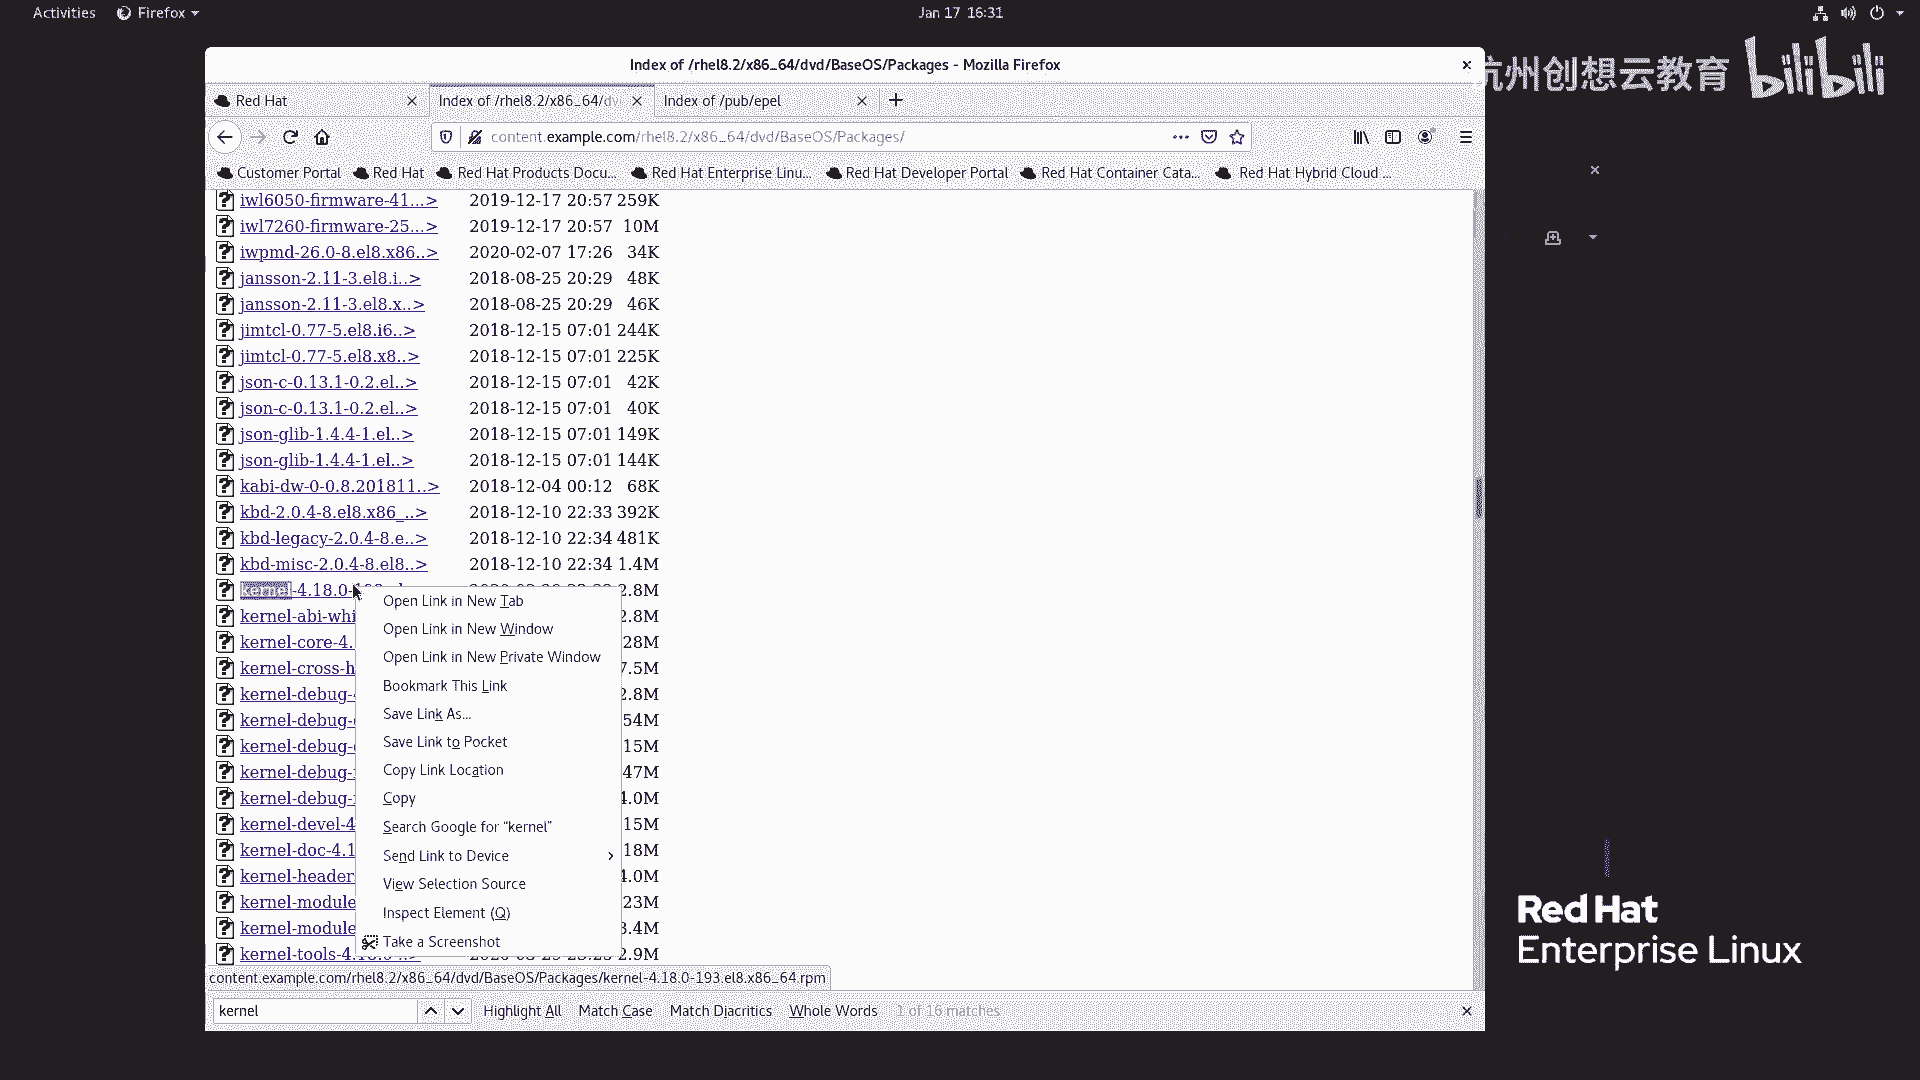 Activities Firefox Jan 17 16:31
Index of /rhel8.2/x86_64/dvd/BaseOS/Packages - Mozilla Firefox
杭州创想云教育 bilibili
Red Hat Index of /rhel8.2/x86_64/dv Index of /pub/epel
content.example.com/rhel8.2/x86_64/dvd/BaseOS/Packages/
Customer Portal Red Hat Red Hat Products Docu... Red Hat Enterprise Linu... Red Hat Developer Portal Red Hat Container Cata... Red Hat Hybrid Cloud ...
iwl6050-firmware-41...> 2019-12-17 20:57 259K
iwl7260-firmware-25...> 2019-12-17 20:57 10M
iwpmd-26.0-8.el8.x86..> 2020-02-07 17:26 34K
jansson-2.11-3.el8.i..> 2018-08-25 20:29 48K
jansson-2.11-3.el8.x..> 2018-08-25 20:29 46K
jimtcl-0.77-5.el8.i6..> 2018-12-15 07:01 244K
jimtcl-0.77-5.el8.x8..> 2018-12-15 07:01 225K
json-c-0.13.1-0.2.el..> 2018-12-15 07:01 42K
json-c-0.13.1-0.2.el..> 2018-12-15 07:01 40K
json-glib-1.4.4-1.el..> 2018-12-15 07:01 149K
json-glib-1.4.4-1.el..> 2018-12-15 07:01 144K
kabi-dw-0-0.8.201811..> 2018-12-04 00:12 68K
kbd-2.0.4-8.el8.x86_..> 2018-12-10 22:33 392K
kbd-legacy-2.0.4-8.e..> 2018-12-10 22:34 481K
kbd-misc-2.0.4-8.el8..> 2018-12-10 22:34 1.4M
kernel-4.18.0- 2.8M
kernel-abi-whi 2.8M
kernel-core-4. 28M
kernel-cross-h 7.5M
kernel-debug- 2.8M
kernel-debug- 54M
kernel-debug- 15M
kernel-debug- 47M
kernel-debug- 4.0M
kernel-devel-4 15M
kernel-doc-4.1 18M
kernel-header 4.0M
kernel-module 23M
kernel-module 3.4M
kernel-tools-4. 2.9M
Open Link in New Tab
Open Link in New Window
Open Link in New Private Window
Bookmark This Link
Save Link As...
Save Link to Pocket
Copy Link Location
Copy
Search Google for “kernel”
Send Link to Device
View Selection Source
Inspect Element (Q)
Take a Screenshot
content.example.com/rhel8.2/x86_64/dvd/BaseOS/Packages/kernel-4.18.0-193.el8.x86_64.rpm
kernel Highlight All Match Case Match Diacritics Whole Words 1 of 16 matches
Red Hat
Enterprise Linux